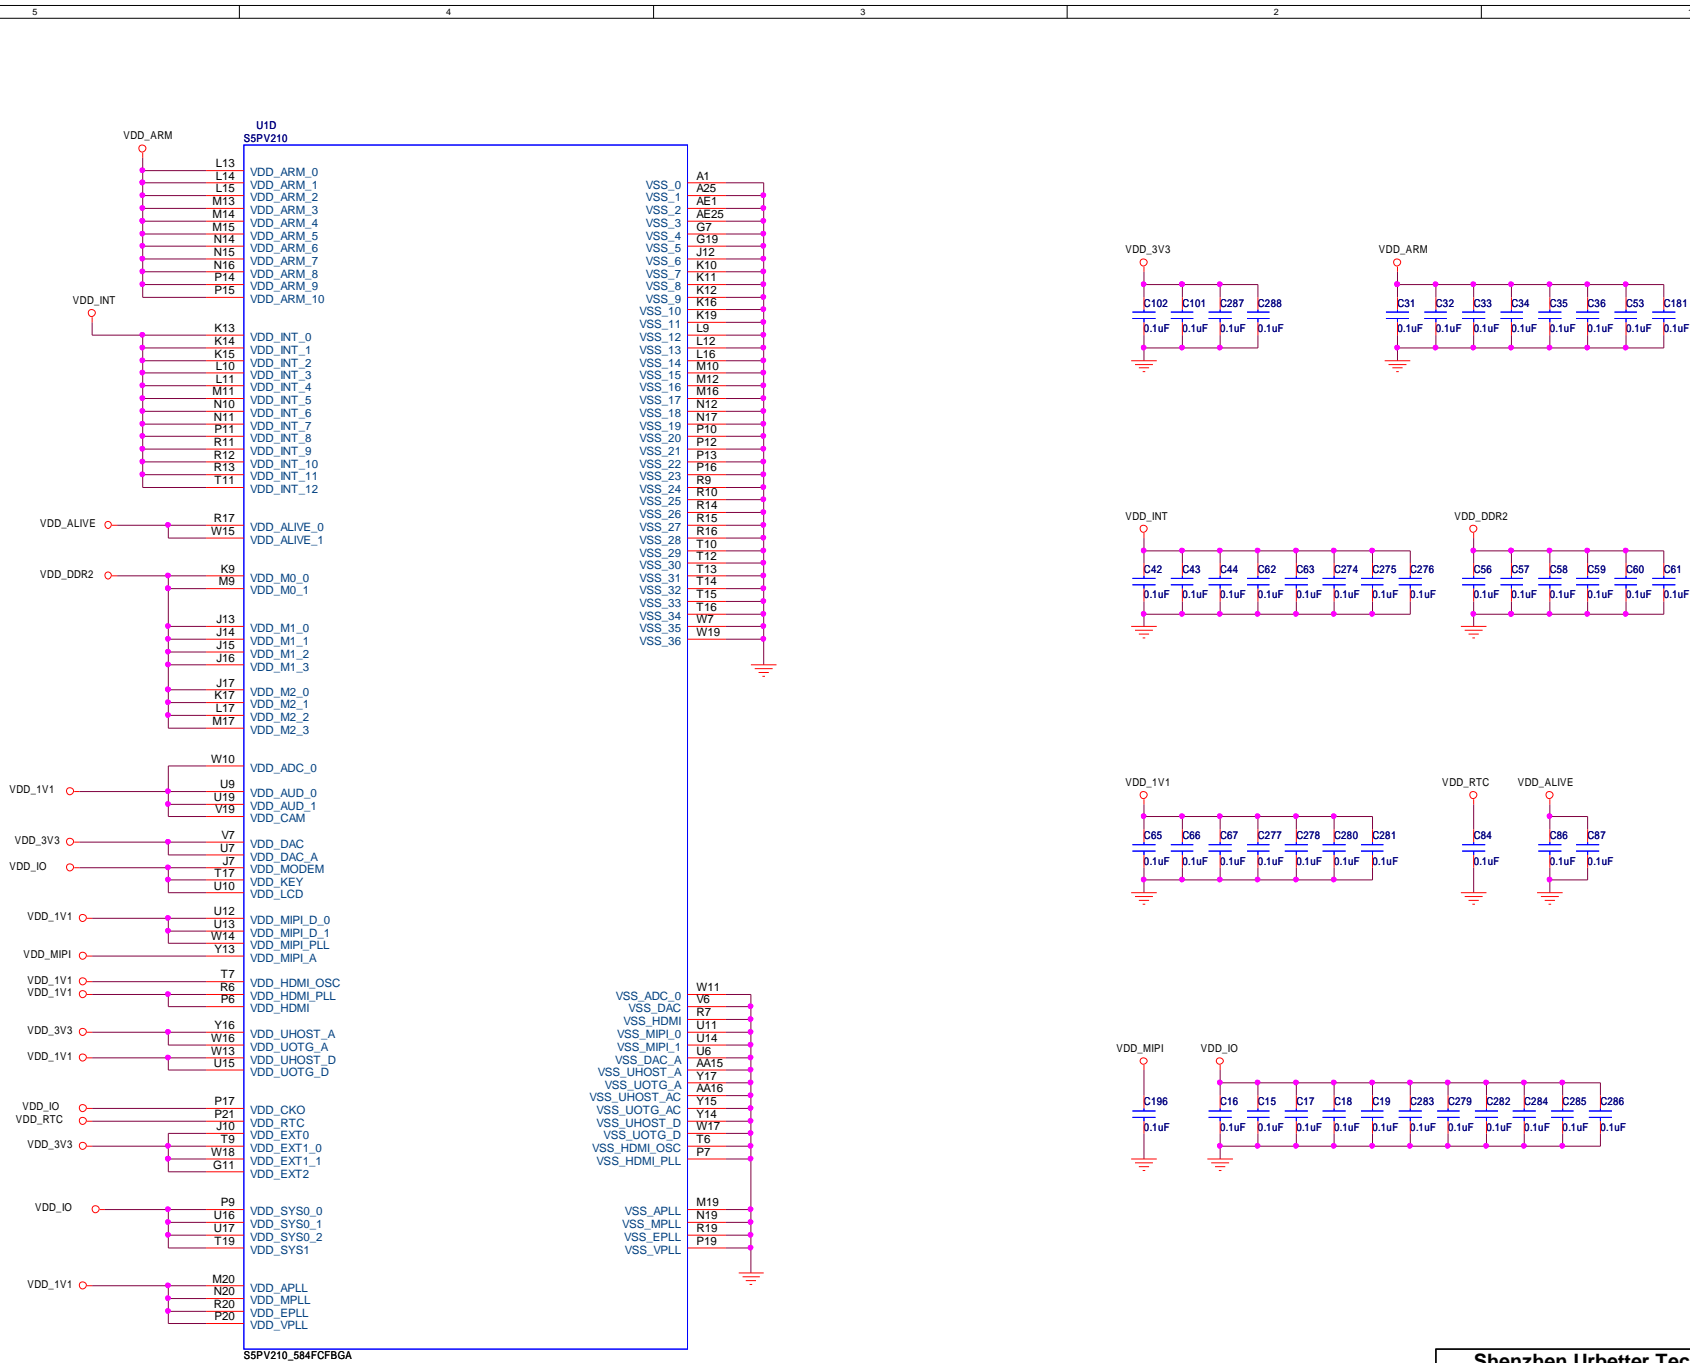 5 4 3 2
U1D
S5PV210
VDD_ARM
L13 VDD_ARM_0
L14 VDD_ARM_1
L15 VDD_ARM_2
M13 VDD_ARM_3
M14 VDD_ARM_4
M15 VDD_ARM_5
N14 VDD_ARM_6
N15 VDD_ARM_7
N16 VDD_ARM_8
P14 VDD_ARM_9
P15 VDD_ARM_10
VDD_INT
K13 VDD_INT_0
K14 VDD_INT_1
K15 VDD_INT_2
L10 VDD_INT_3
L11 VDD_INT_4
M11 VDD_INT_5
N10 VDD_INT_6
N11 VDD_INT_7
P11 VDD_INT_8
R11 VDD_INT_9
R12 VDD_INT_10
R13 VDD_INT_11
T11 VDD_INT_12
VDD_ALIVE
R17 VDD_ALIVE_0
W15 VDD_ALIVE_1
VDD_DDR2
K9 VDD_M0_0
M9 VDD_M0_1
J13 VDD_M1_0
J14 VDD_M1_1
J15 VDD_M1_2
J16 VDD_M1_3
J17 VDD_M2_0
K17 VDD_M2_1
L17 VDD_M2_2
M17 VDD_M2_3
W10 VDD_ADC_0
VDD_1V1
U9 VDD_AUD_0
U19 VDD_AUD_1
V19 VDD_CAM
VDD_3V3
V7 VDD_DAC
U7 VDD_DAC_A
VDD_IO
J7 VDD_MODEM
T17 VDD_KEY
U10 VDD_LCD
VDD_1V1
U12 VDD_MIPI_D_0
U13 VDD_MIPI_D_1
W14 VDD_MIPI_PLL
VDD_MIPI
Y13 VDD_MIPI_A
VDD_1V1
T7 VDD_HDMI_OSC
VDD_1V1
R6 VDD_HDMI_PLL
P6 VDD_HDMI
VDD_3V3
Y16 VDD_UHOST_A
W16 VDD_UOTG_A
VDD_1V1
W13 VDD_UHOST_D
U15 VDD_UOTG_D
VDD_IO
P17 VDD_CKO
VDD_RTC
P21 VDD_RTC
J10 VDD_EXT0
VDD_3V3
T9 VDD_EXT1_0
W18 VDD_EXT1_1
G11 VDD_EXT2
VDD_IO
P9 VDD_SYS0_0
U16 VDD_SYS0_1
U17 VDD_SYS0_2
T19 VDD_SYS1
VDD_1V1
M20 VDD_APLL
N20 VDD_MPLL
R20 VDD_EPLL
P20 VDD_VPLL
S5PV210_584FCFBGA
VSS_0 A1
VSS_1 A25
VSS_2 AE1
VSS_3 AE25
VSS_4 G7
VSS_5 G19
VSS_6 J12
VSS_7 K10
VSS_8 K11
VSS_9 K12
VSS_10 K16
VSS_11 K19
VSS_12 L9
VSS_13 L12
VSS_14 L16
VSS_15 M10
VSS_16 M12
VSS_17 M16
VSS_18 N12
VSS_19 N17
VSS_20 P10
VSS_21 P12
VSS_22 P13
VSS_23 P16
VSS_24 R9
VSS_25 R10
VSS_26 R14
VSS_27 R15
VSS_28 R16
VSS_29 T10
VSS_30 T12
VSS_31 T13
VSS_32 T14
VSS_33 T15
VSS_34 T16
VSS_35 W7
VSS_36 W19
VSS_ADC_0 W11
VSS_DAC V6
VSS_HDMI R7
VSS_MIPI_0 U11
VSS_MIPI_1 U14
VSS_DAC_A U6
VSS_UHOST_A AA15
VSS_UOTG_A Y17
VSS_UHOST_AC AA16
VSS_UOTG_AC Y15
VSS_UHOST_D Y14
VSS_UOTG_D W17
VSS_HDMI_OSC T6
VSS_HDMI_PLL P7
VSS_APLL M19
VSS_MPLL N19
VSS_EPLL R19
VSS_VPLL P19
VDD_3V3
C102 C101 C287 C288
0.1uF 0.1uF 0.1uF 0.1uF
VDD_ARM
C31 C32 C33 C34 C35 C36 C53 C181
0.1uF 0.1uF 0.1uF 0.1uF 0.1uF 0.1uF 0.1uF 0.1uF
VDD_INT
C42 C43 C44 C62 C63 C274 C275 C276
0.1uF 0.1uF 0.1uF 0.1uF 0.1uF 0.1uF 0.1uF 0.1uF
VDD_DDR2
C56 C57 C58 C59 C60 C61
0.1uF 0.1uF 0.1uF 0.1uF 0.1uF 0.1uF
VDD_1V1
C65 C66 C67 C277 C278 C280 C281
0.1uF 0.1uF 0.1uF 0.1uF 0.1uF 0.1uF 0.1uF
VDD_RTC
C84
0.1uF
VDD_ALIVE
C86 C87
0.1uF 0.1uF
VDD_MIPI
C196
0.1uF
VDD_IO
C16 C15 C17 C18 C19 C283 C279 C282 C284 C285 C286
0.1uF 0.1uF 0.1uF 0.1uF 0.1uF 0.1uF 0.1uF 0.1uF 0.1uF 0.1uF 0.1uF
Shenzhen Urbetter Tec